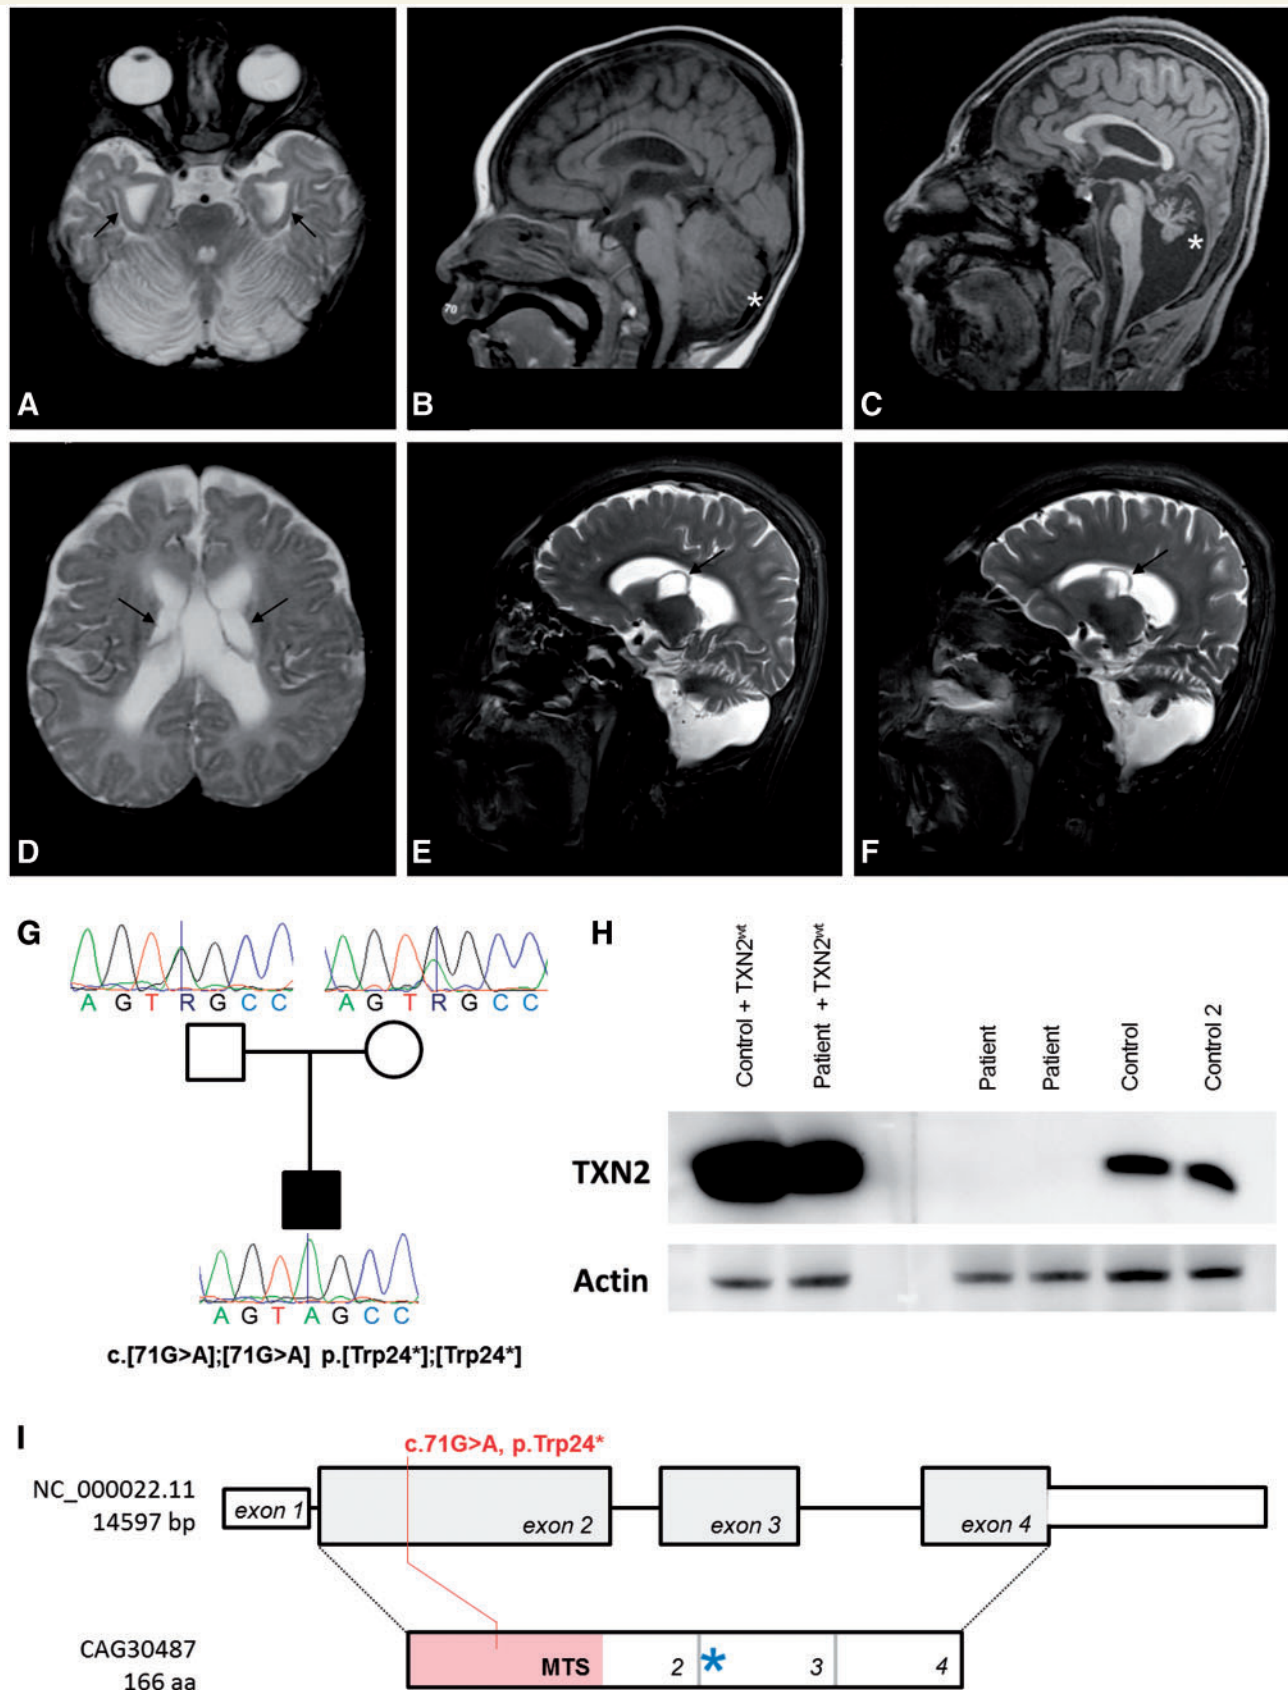 70
*
*
A
B
C
D
E
F
G
H
A G T R G C C
A G T R G C C
A G T A G C C
c.[71G>A];[71G>A] p.[Trp24*];[Trp24*]
Control + TXN2wt
Patient + TXN2wt
Patient
Patient
Control
Control 2
TXN2
Actin
I
c.71G>A, p.Trp24*
NC_000022.11
14597 bp
exon 1
exon 2
exon 3
exon 4
CAG30487
166 aa
MTS
2
*
3
4